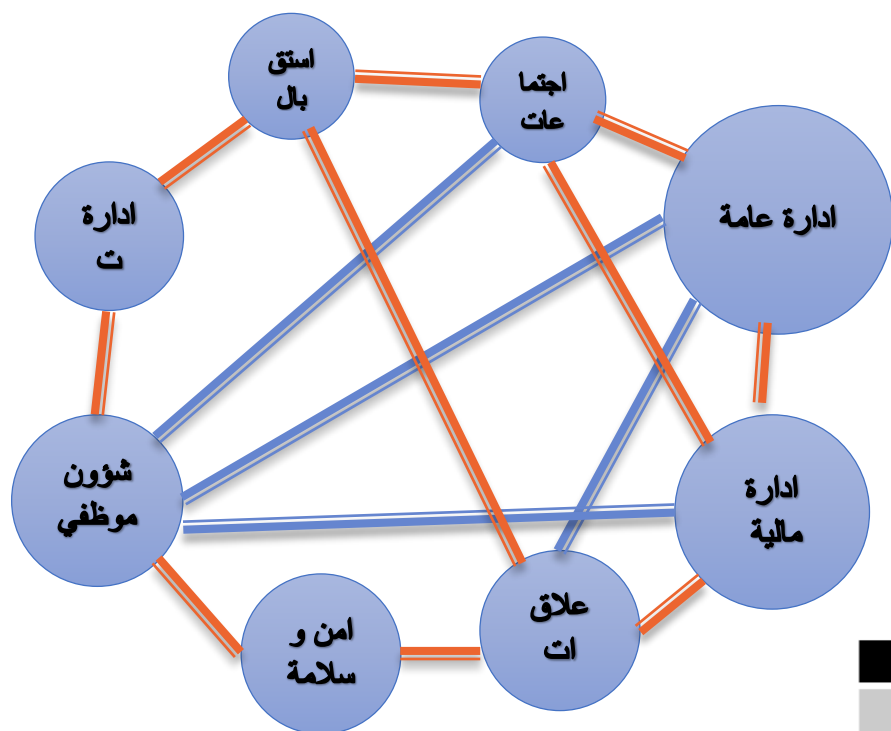 استق
بال
اجتما
عات
ادارة عامة
ادارة
ت
شؤون
موظفي
ادارة
مالية
علاق
ات
امن و
سلامة